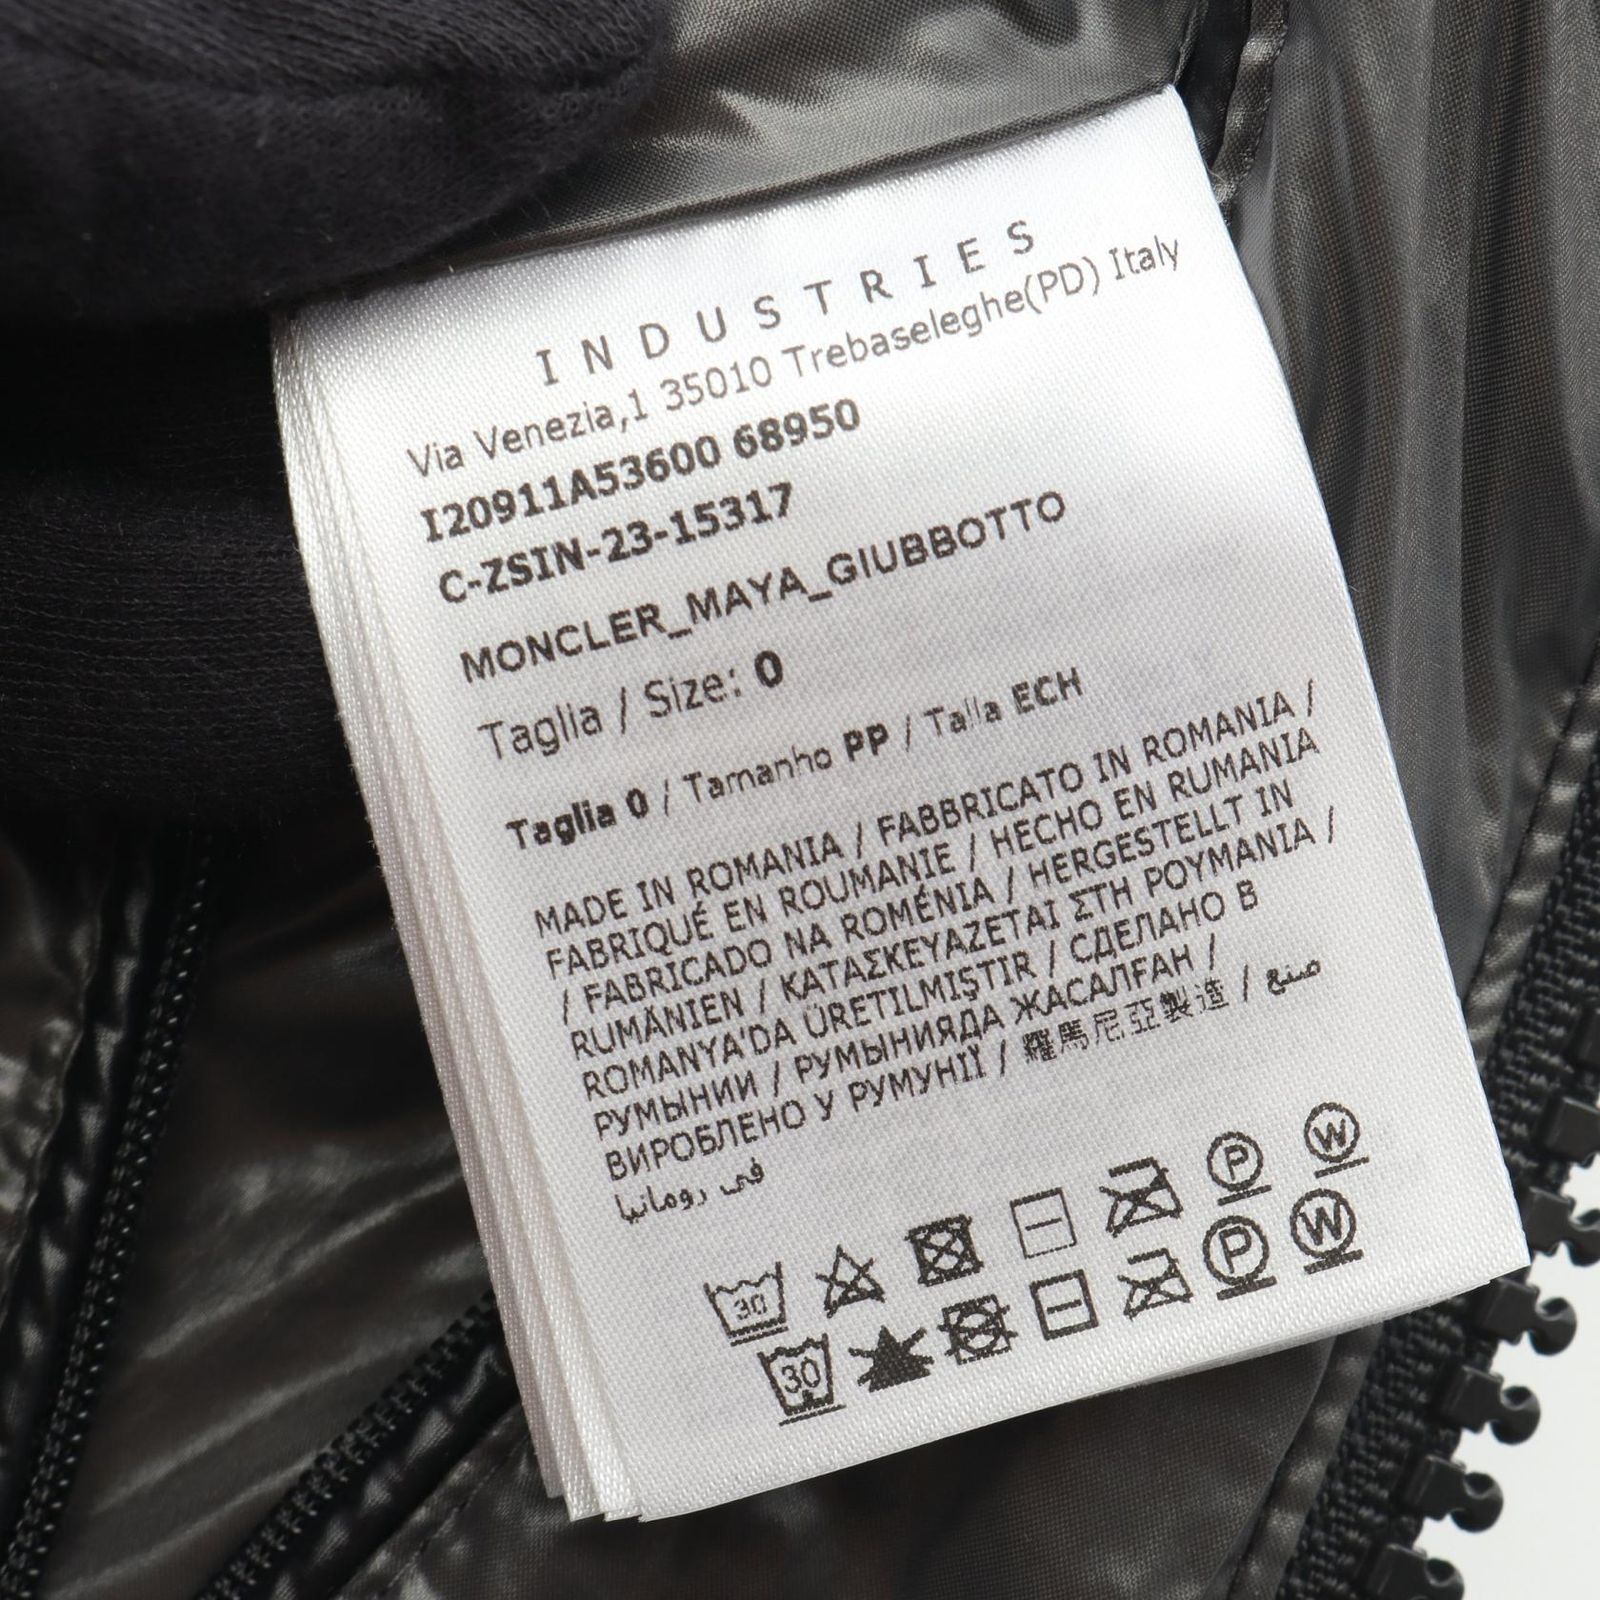 INDUSTRIES
Via Venezia,1 35010 Trebaseleghe(PD) Italy
I20911A53600 68950
C-ZSIN-23-15317
MONCLER_MAYA_GIUBBOTTO
Taglia / Size: 0
Taglia 0 / Tamanho PP / Talla ECH
MADE IN ROMANIA / FABBRICATO IN ROMANIA /
FABRIQUÉ EN ROUMANIE / HECHO EN RUMANIA
/ FABRICADO NA ROMÉNIA / HERGESTELLT IN
RUMÄNIEN / ΚΑΤΑΣΚΕΥΑΖΕΤΑΙ ΣΤΗ ΡΟΥΜΑΝΙΑ /
ROMANYA'DA ÜRETILMIŞTIR / СДЕЛАНО В
РУМЫНИИ / РУМЫНИЯДА ЖАСАЛҒАН /
ВИРОБЛЕНО У РУМУНІЇ / 羅馬尼亞製造 / صنع
في رومانيا
30 P W
30 P W